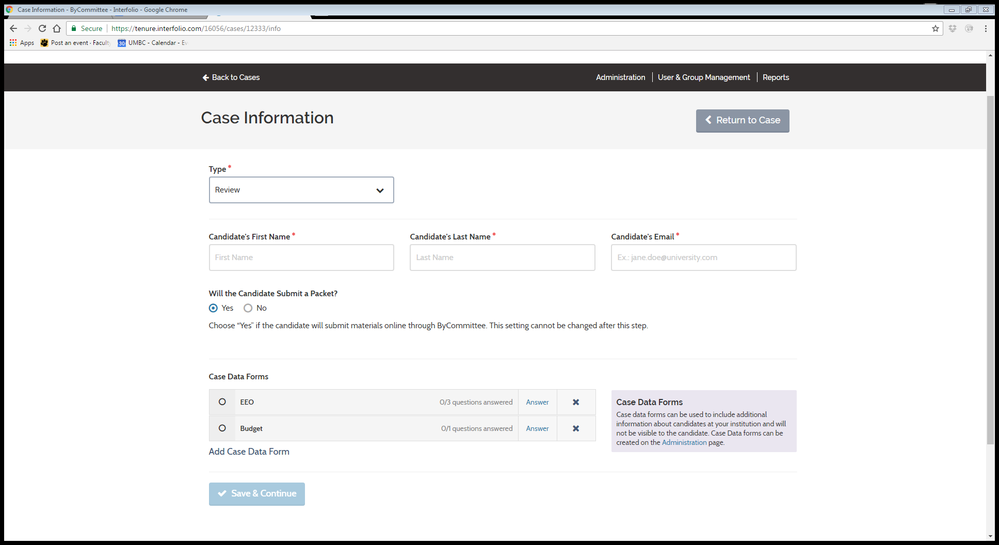 Case Information - ByCommittee - Interfolio - Google Chrome
Secure https://tenure.interfolio.com/16056/cases/12333/info
Apps Post an event · Faculty 30 UMBC - Calendar - Ev
Back to Cases Administration User & Group Management Reports
Case Information Return to Case
Type *
Review
Candidate's First Name * Candidate's Last Name * Candidate's Email *
First Name Last Name Ex.: jane.doe@university.com
Will the Candidate Submit a Packet?
Yes No
Choose “Yes” if the candidate will submit materials online through ByCommittee. This setting cannot be changed after this step.
Case Data Forms
EEO 0/3 questions answered Answer
Budget 0/1 questions answered Answer
Add Case Data Form
Case Data Forms
Case data forms can be used to include additional
information about candidates at your institution and will
not be visible to the candidate. Case Data forms can be
created on the Administration page.
Save & Continue